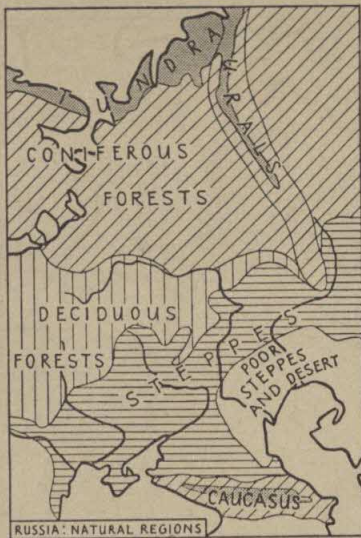 TUNDRA
URALS
CONIFEROUS
FORESTS
DECIDUOUS
FORESTS
STEPPES
POOR
STEPPES
AND DESERT
CAUCASUS
RUSSIA: NATURAL REGIONS